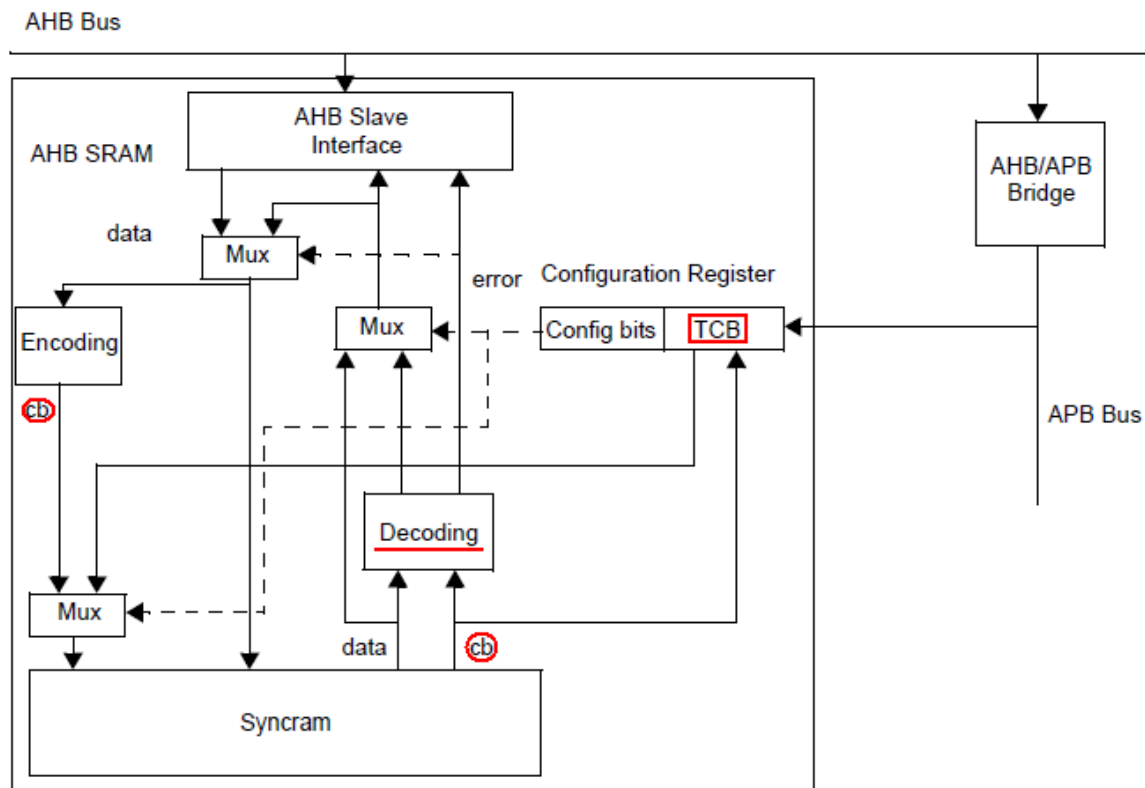 AHB Bus
AHB Slave
Interface
AHB SRAM
AHB/APB
Bridge
data
Mux
error
Configuration Register
Encoding
Mux
Config bits
TCB
cb
APB Bus
Decoding
Mux
data
cb
Syncram